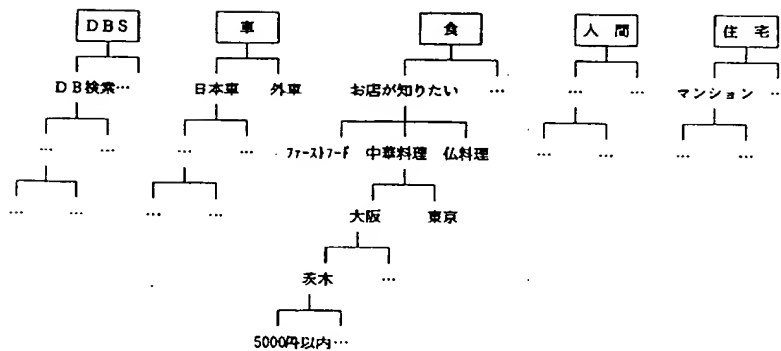 DBS 車 食 人間 住宅
DB検索… 日本車 外車 お店が知りたい … … … マンション …
… … … … ファーストフード 中華料理 仏料理 … … … …
… … … … 大阪 東京
茨木 …
5000円以内…